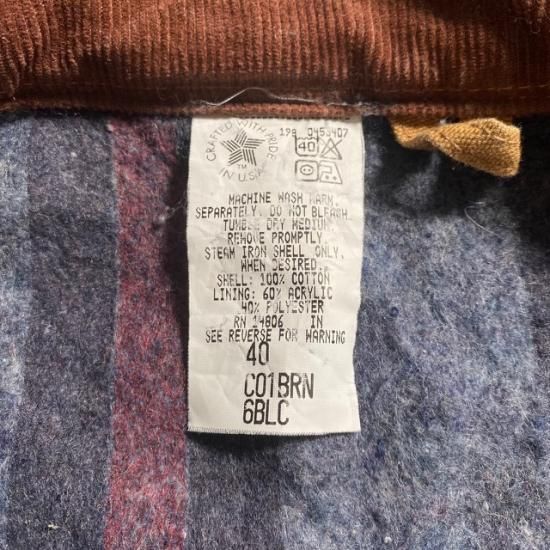 CRAFTED WITH PRIDE
IN U.S.A.
TM
198 0453407
40
MACHINE WASH WARM,
SEPARATELY. DO NOT BLEACH.
TUMBLE DRY MEDIUM.
REMOVE PROMPTLY.
STEAM IRON SHELL ONLY,
WHEN DESIRED.
SHELL: 100% COTTON
LINING: 60% ACRYLIC
40% POLYESTER
RN 14806 IN
SEE REVERSE FOR WARNING
40
C01BRN
6BLC